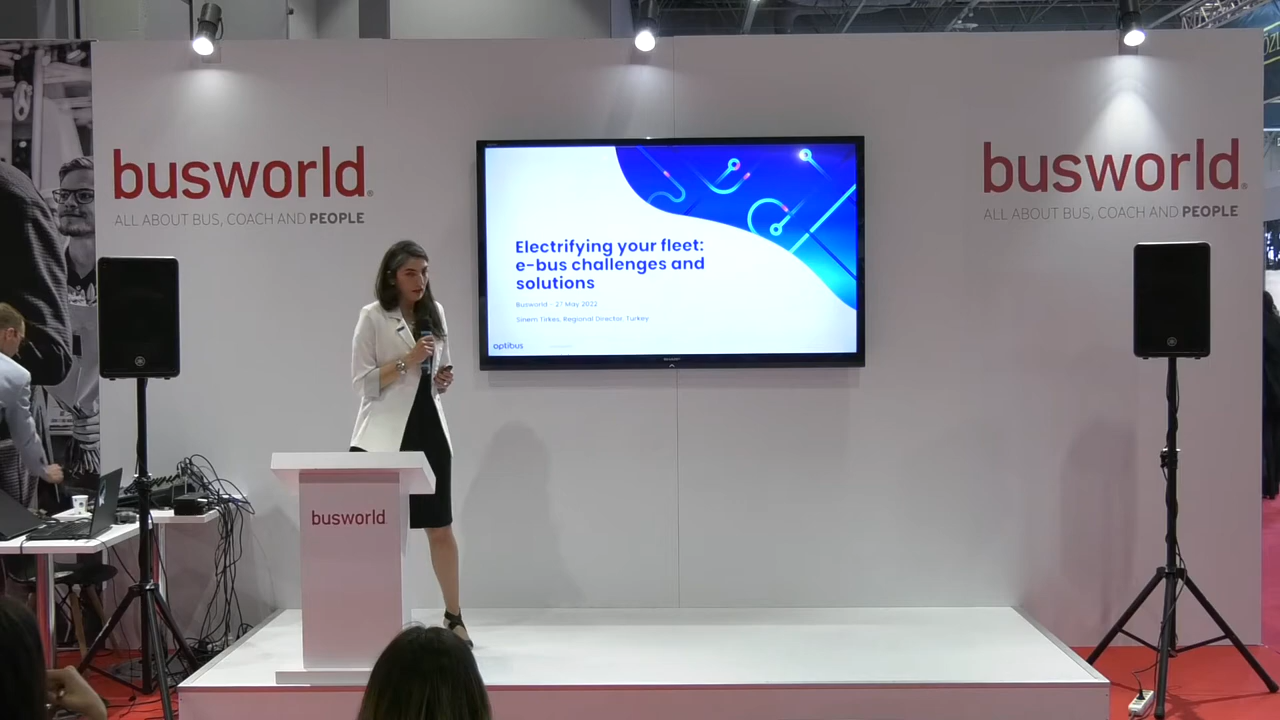 busworld
ALL ABOUT BUS, COACH AND PEOPLE
busworld
ALL ABOUT BUS, COACH AND PEOPLE
Electrifying your fleet:
e-bus challenges and
solutions
Busworld - 27 May 2022
Sinem Tirkes, Regional Director, Turkey
optibus
SHARP
busworld